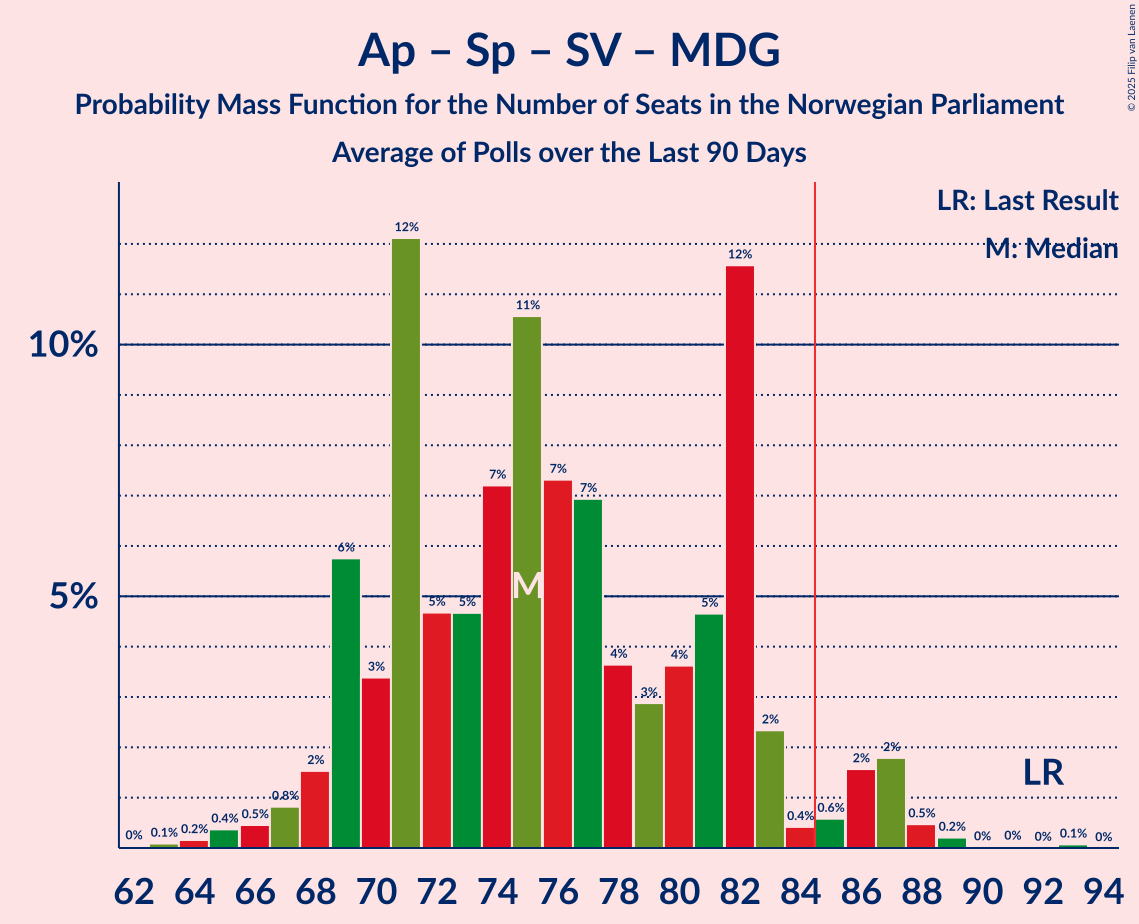 Ap – Sp – SV – MDG
Probability Mass Function for the Number of Seats in the Norwegian Parliament
Average of Polls over the Last 90 Days
© 2025 Filip van Laenen
LR: Last Result
M: Median
10%
5%
0% 0.1% 0.2% 0.4% 0.5% 0.8% 2% 6% 3% 12% 5% 5% 7% 11% 7% 7% 4% 3% 4% 5% 12% 2% 0.4% 0.6% 2% 2% 0.5% 0.2% 0% 0% 0% 0.1% 0%
M
LR
62 64 66 68 70 72 74 76 78 80 82 84 86 88 90 92 94